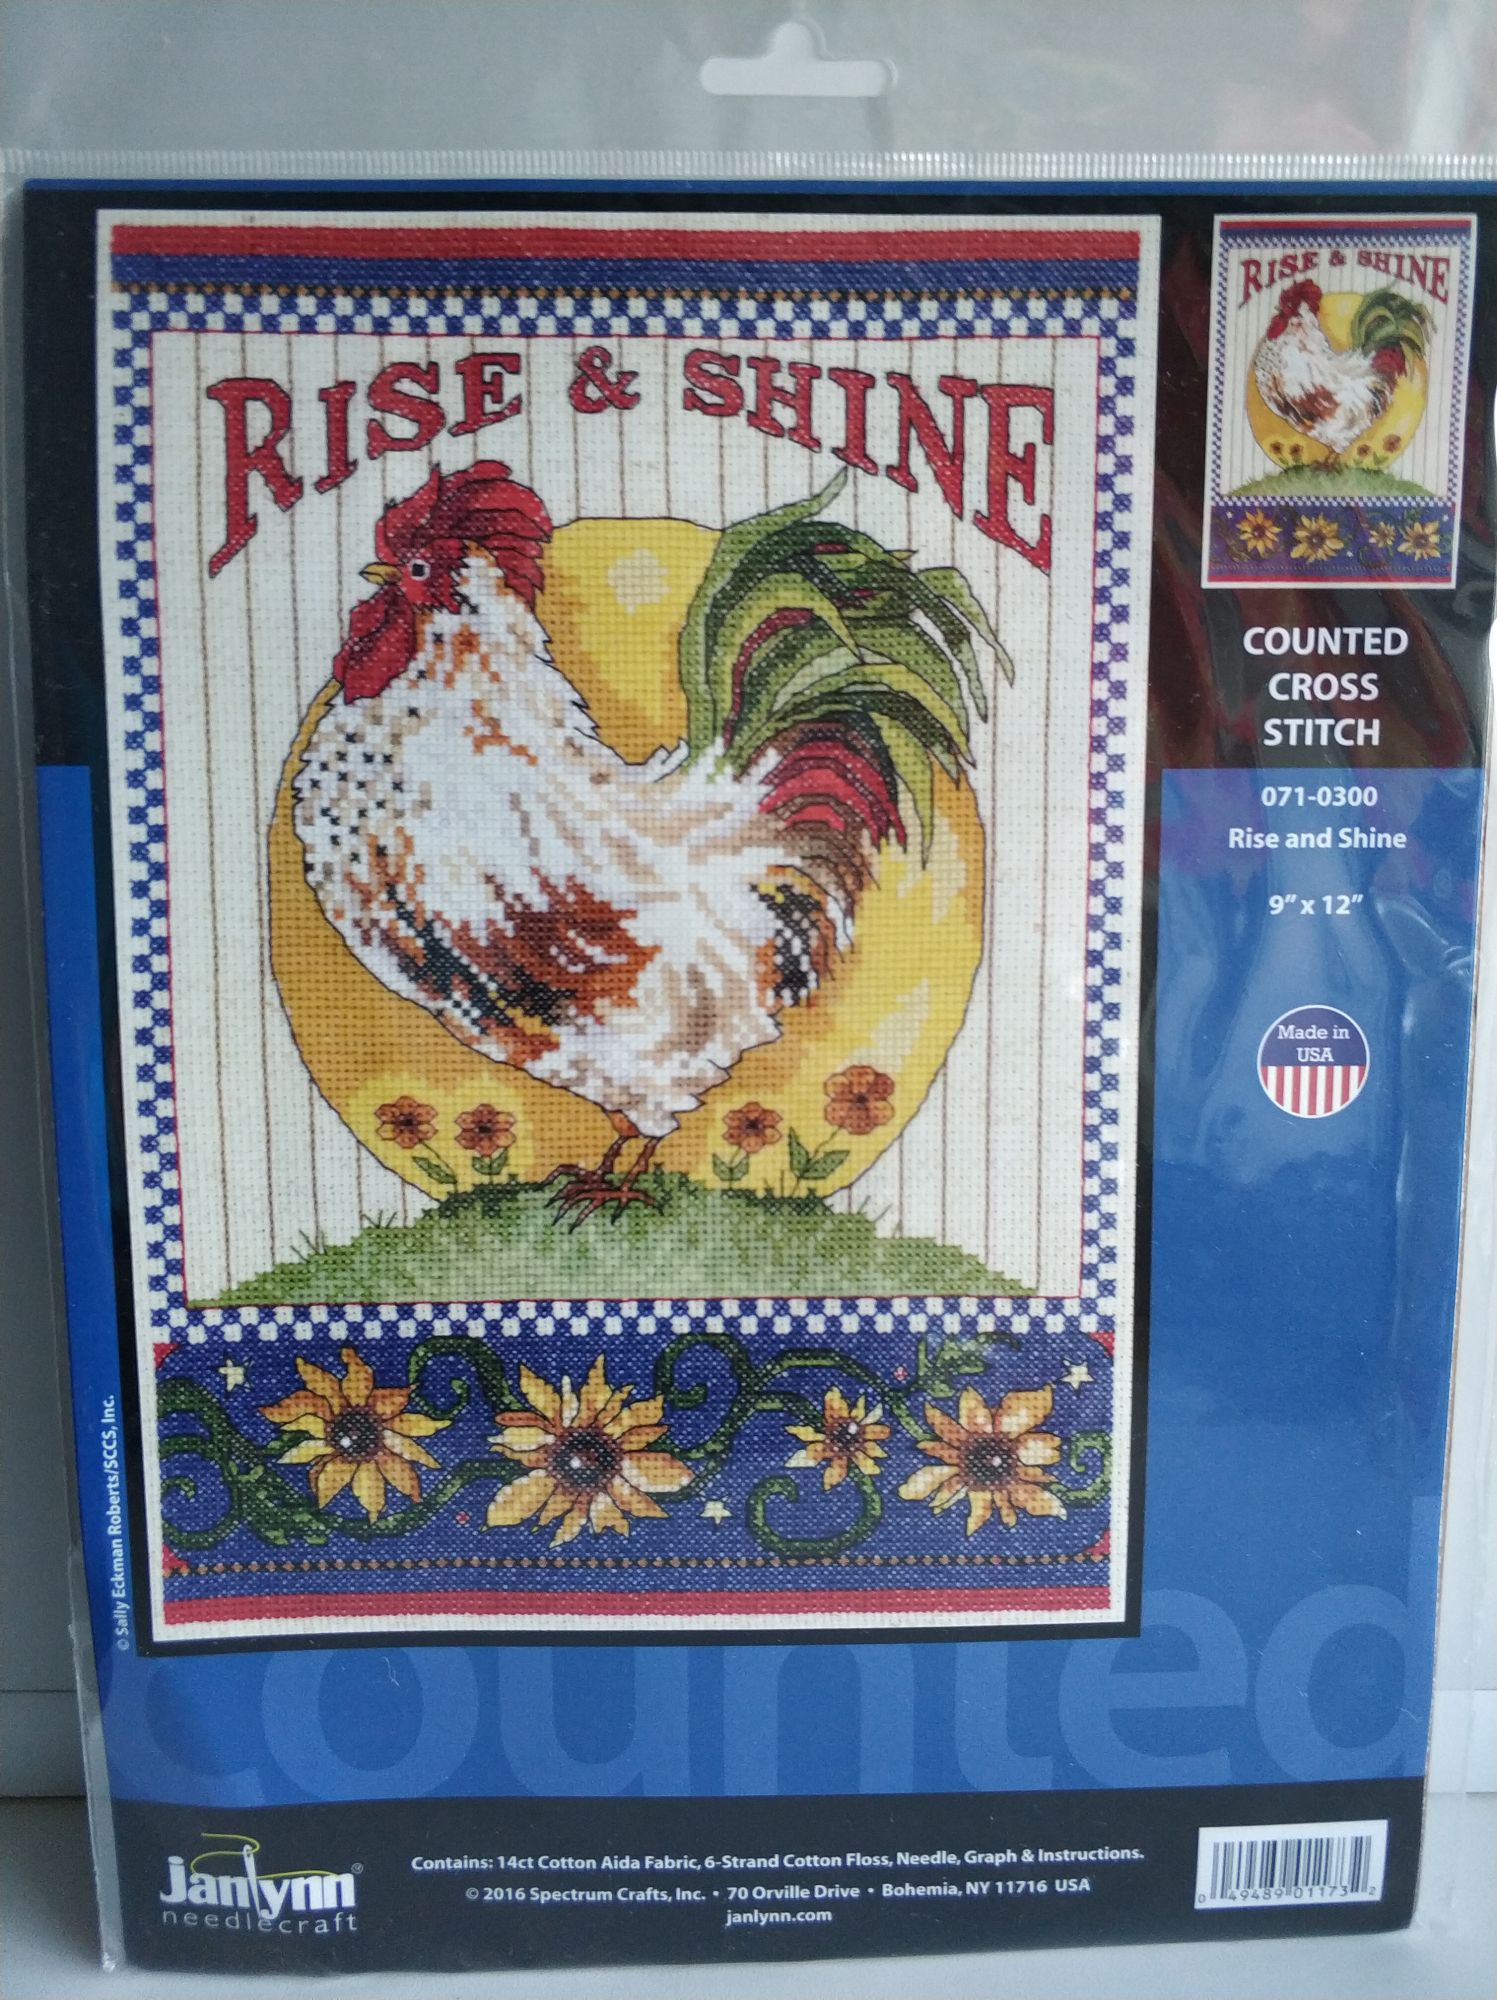 RISE & SHINE
RISE & SHINE
COUNTED
CROSS
STITCH
071-0300
Rise and Shine
9” x 12”
Made in
USA
© Sally Eckman Roberts/SCCS, Inc.
counted
janlynn®
needlecraft
Contains: 14ct Cotton Aida Fabric, 6-Strand Cotton Floss, Needle, Graph & Instructions.
© 2016 Spectrum Crafts, Inc. • 70 Orville Drive • Bohemia, NY 11716 USA
janlynn.com
0 49489 01173 2